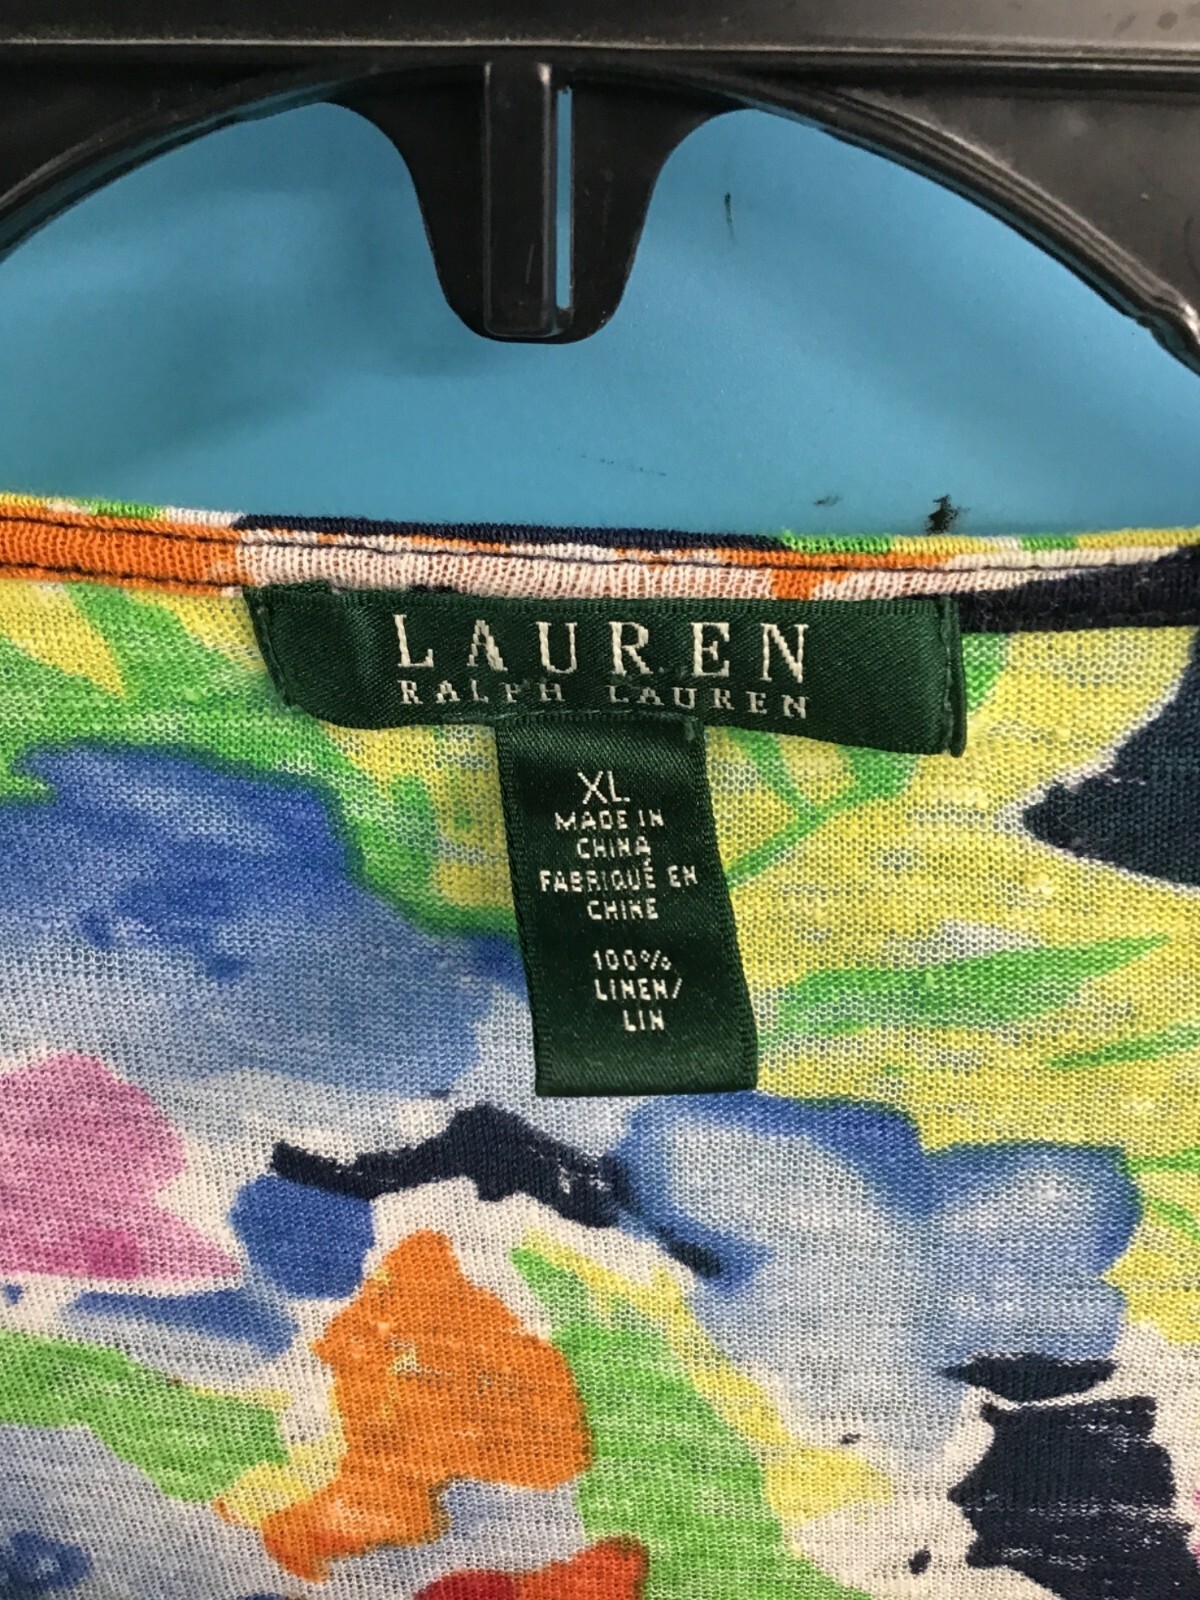 LAUREN
RALPH LAUREN
XL
MADE IN
CHINA
FABRIQUÉ EN
CHINE
100%
LINEN/
LIN